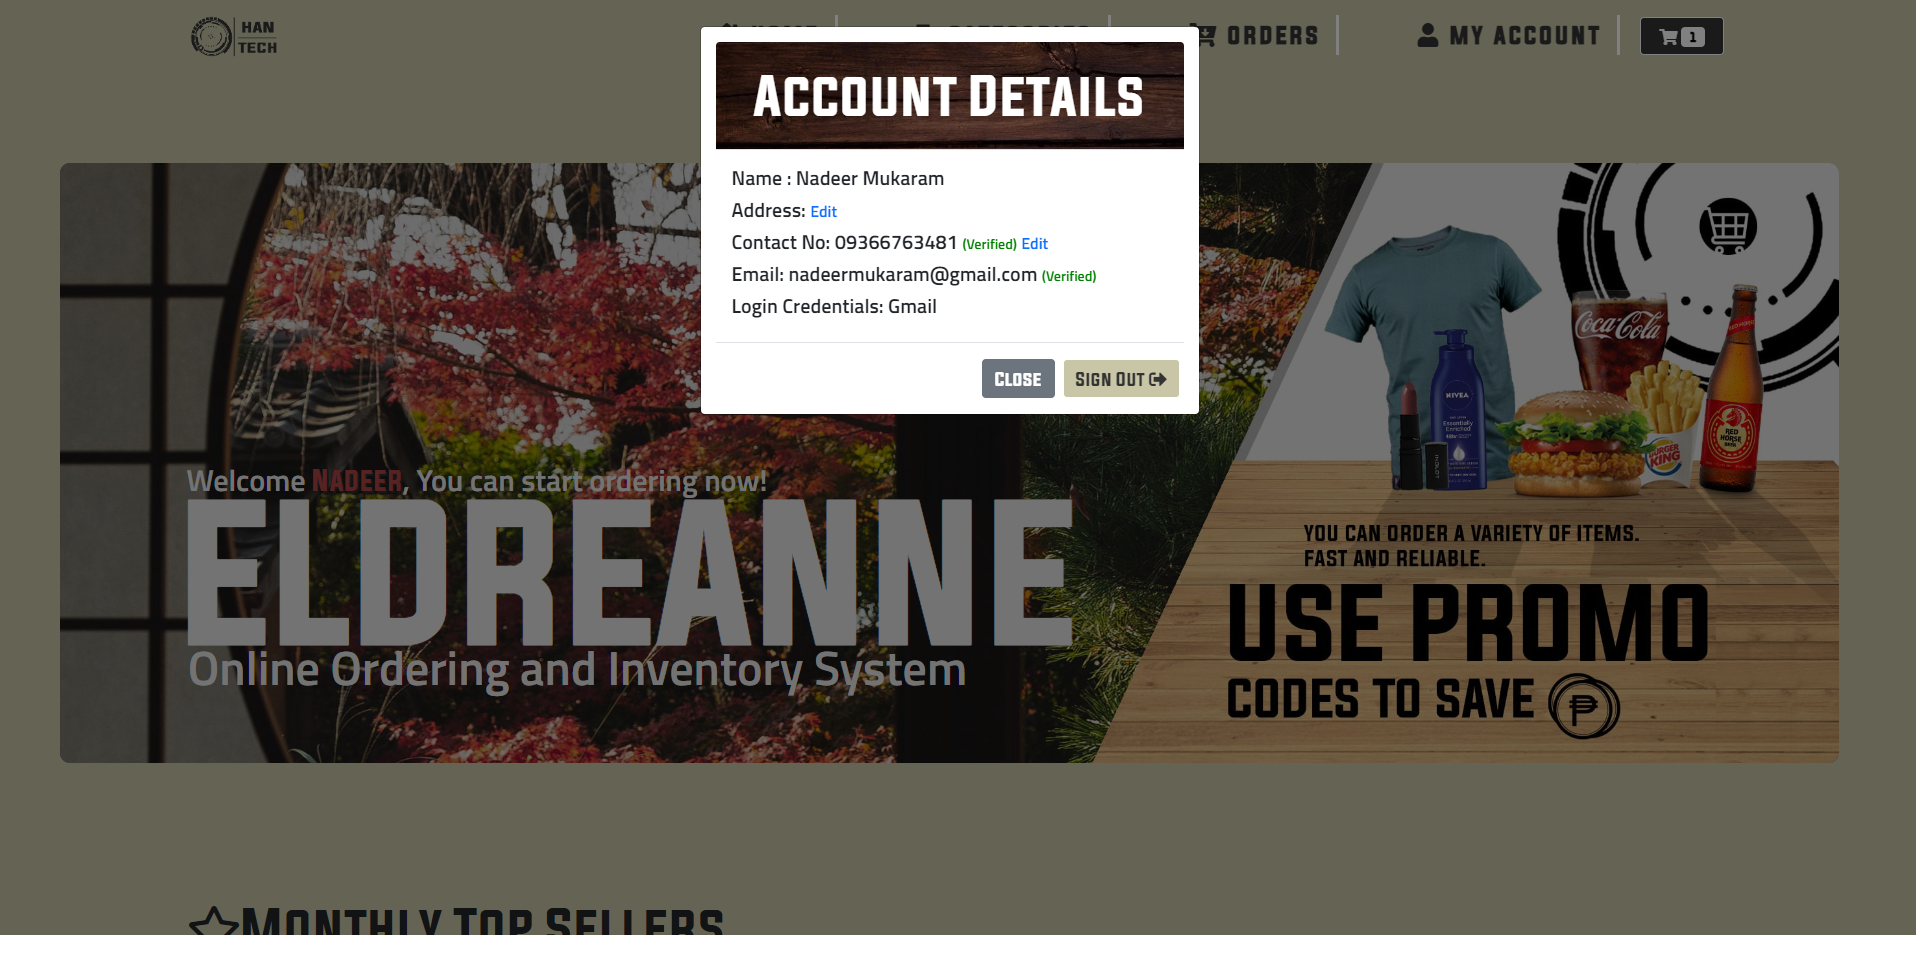 HAN
TECH
ORDERS
MY ACCOUNT
1
Account Details
Name : Nadeer Mukaram
Address: Edit
Contact No: 09366763481 (Verified) Edit
Email: nadeermukaram@gmail.com (Verified)
Login Credentials: Gmail
Close
Sign Out
Welcome Nadeer, You can start ordering now!
ELDREANNE
Online Ordering and Inventory System
Coca-Cola
NIVEA
Essentially
Enriched
BURGER
KING
RED
HORSE
BEER
YOU CAN ORDER A VARIETY OF ITEMS.
FAST AND RELIABLE.
USE PROMO
CODES TO SAVE
Monthly Top Sellers